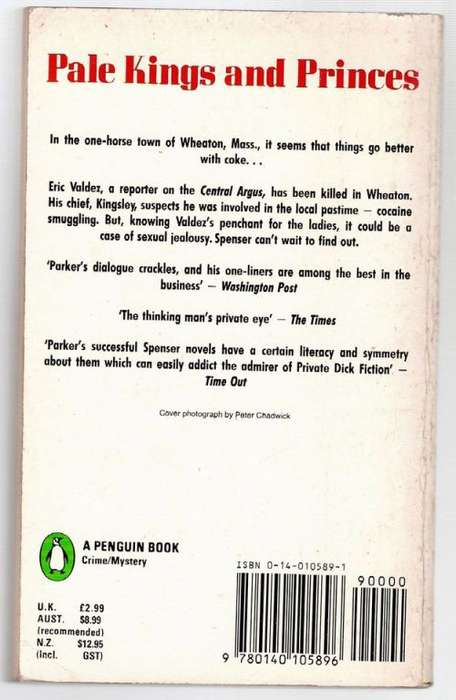 Pale Kings and Princes
In the one-horse town of Wheaton, Mass., it seems that things go better
with coke. . .
Eric Valdez, a reporter on the Central Argus, has been killed in Wheaton.
His chief, Kingsley, suspects he was involved in the local pastime – cocaine
smuggling. But, knowing Valdez's penchant for the ladies, it could be a
case of sexual jealousy. Spenser can't wait to find out.
'Parker's dialogue crackles, and his one-liners are among the best in the
business' – Washington Post
'The thinking man's private eye' – The Times
'Parker's successful Spenser novels have a certain literacy and symmetry
about them which can easily addict the admirer of Private Dick Fiction' –
Time Out
Cover photograph by Peter Chadwick
A PENGUIN BOOK
Crime/Mystery
U.K. £2.99
AUST. $8.99
(recommended)
N.Z. $12.95
(incl. GST)
ISBN 0-14-010589-1
90000
9 780140 105896